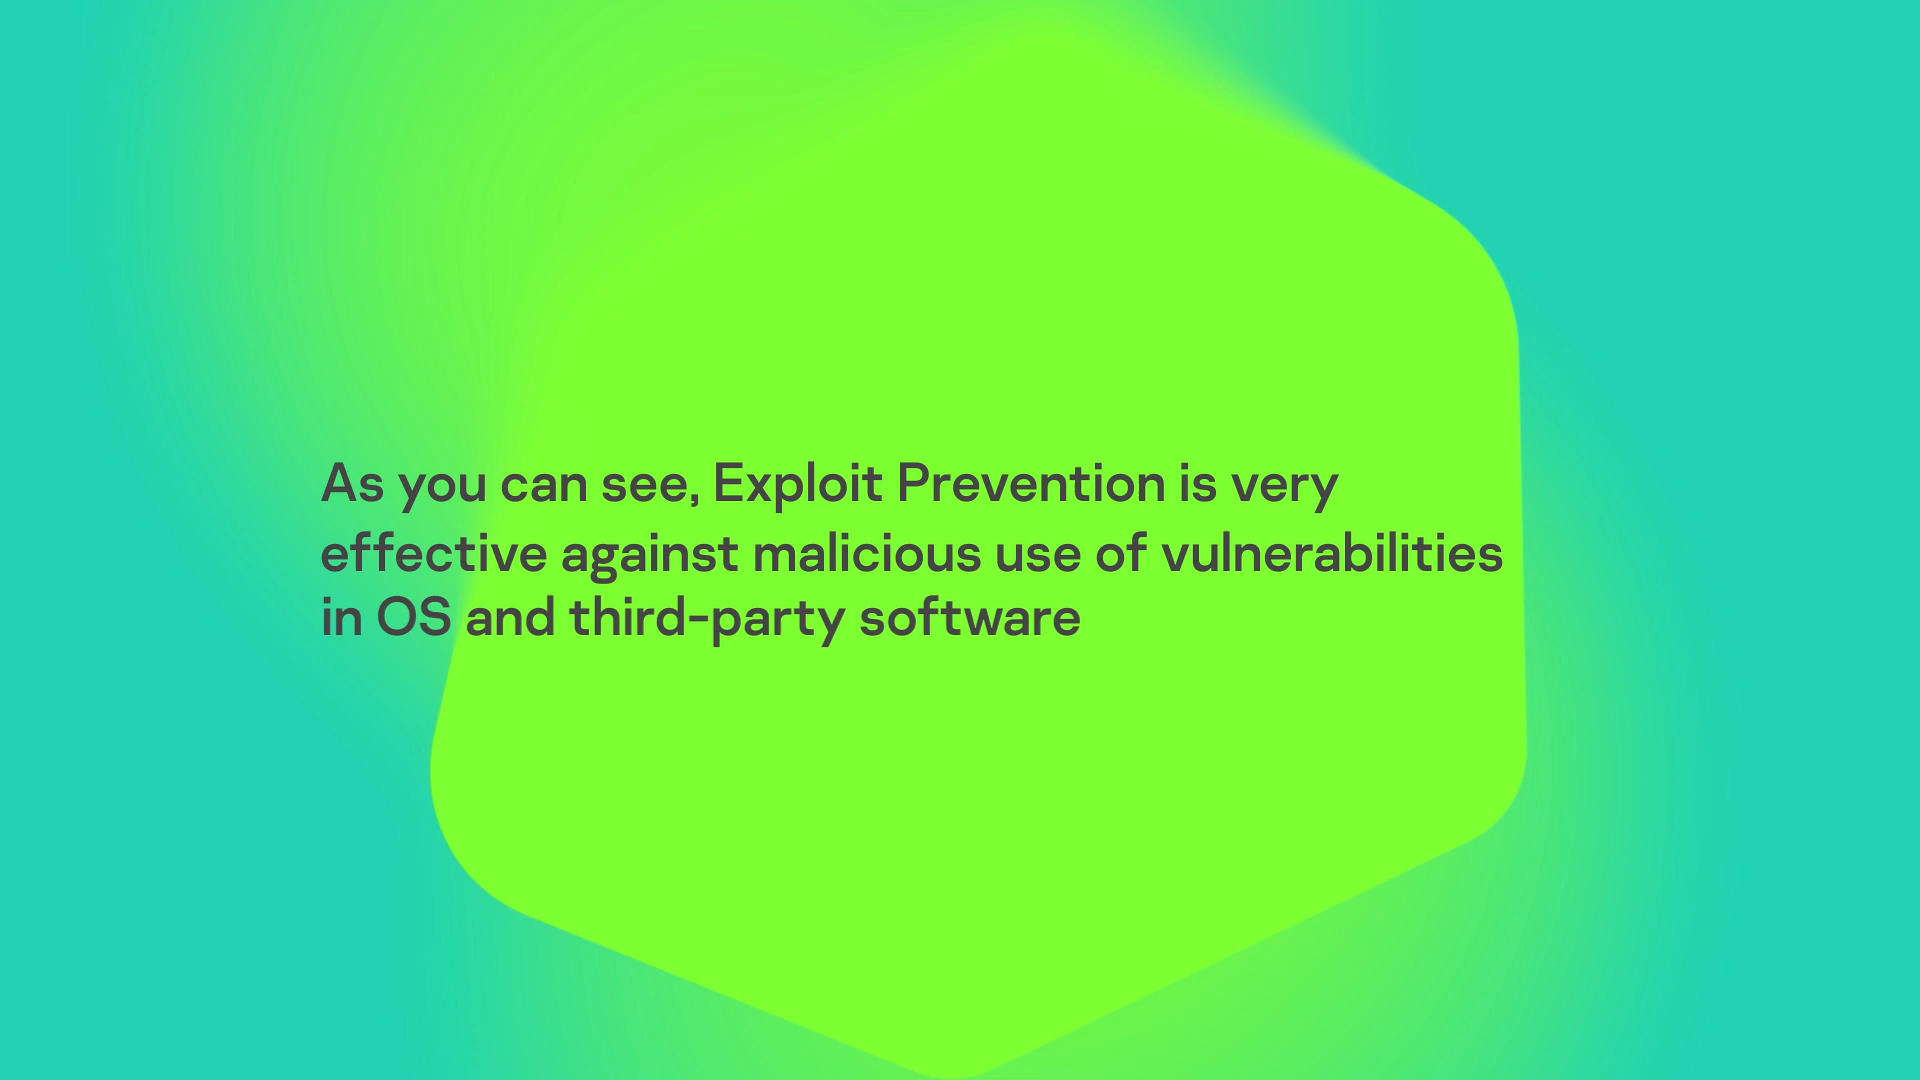 As you can see, Exploit Prevention is very
effective against malicious use of vulnerabilities
in OS and third-party software